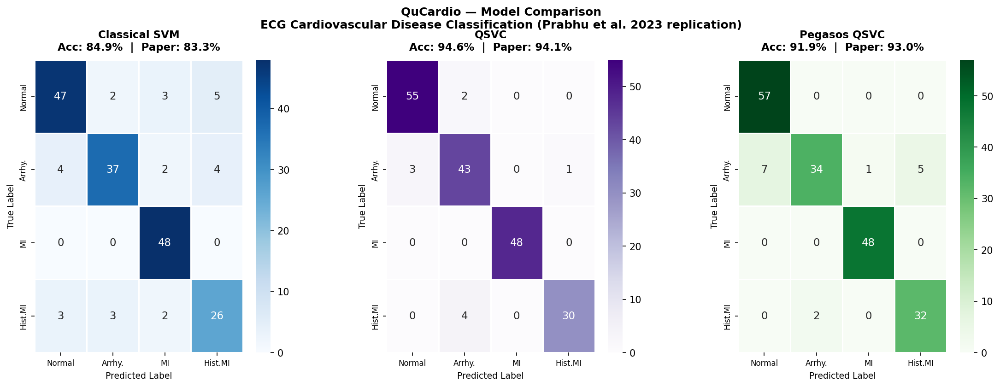 QuCardio — Model Comparison
ECG Cardiovascular Disease Classification (Prabhu et al. 2023 replication)
Classical SVM
Acc: 84.9%  |  Paper: 83.3%
True Label
Normal
47 2 3 5
Arrhy.
4 37 2 4
MI
0 0 48 0
Hist.MI
3 3 2 26
Normal Arrhy. MI Hist.MI
Predicted Label
40
30
20
10
0
QSVC
Acc: 94.6%  |  Paper: 94.1%
True Label
Normal
55 2 0 0
Arrhy.
3 43 0 1
MI
0 0 48 0
Hist.MI
0 4 0 30
Normal Arrhy. MI Hist.MI
Predicted Label
50
40
30
20
10
0
Pegasos QSVC
Acc: 91.9%  |  Paper: 93.0%
True Label
Normal
57 0 0 0
Arrhy.
7 34 1 5
MI
0 0 48 0
Hist.MI
0 2 0 32
Normal Arrhy. MI Hist.MI
Predicted Label
50
40
30
20
10
0